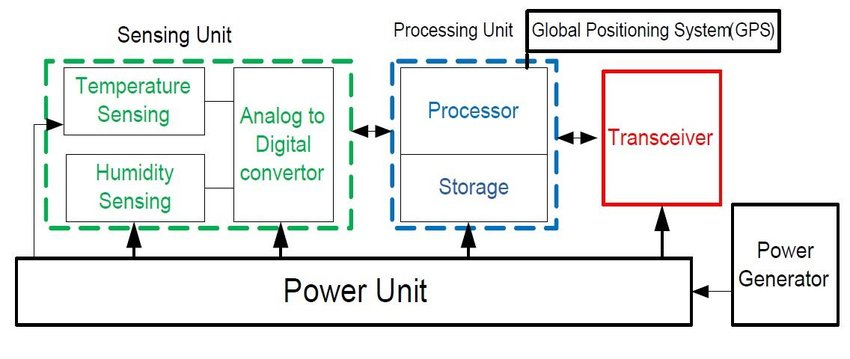 Sensing Unit
Processing Unit
Global Positioning System(GPS)
Temperature
Sensing
Analog to
Digital
convertor
Humidity
Sensing
Processor
Storage
Transceiver
Power Unit
Power
Generator